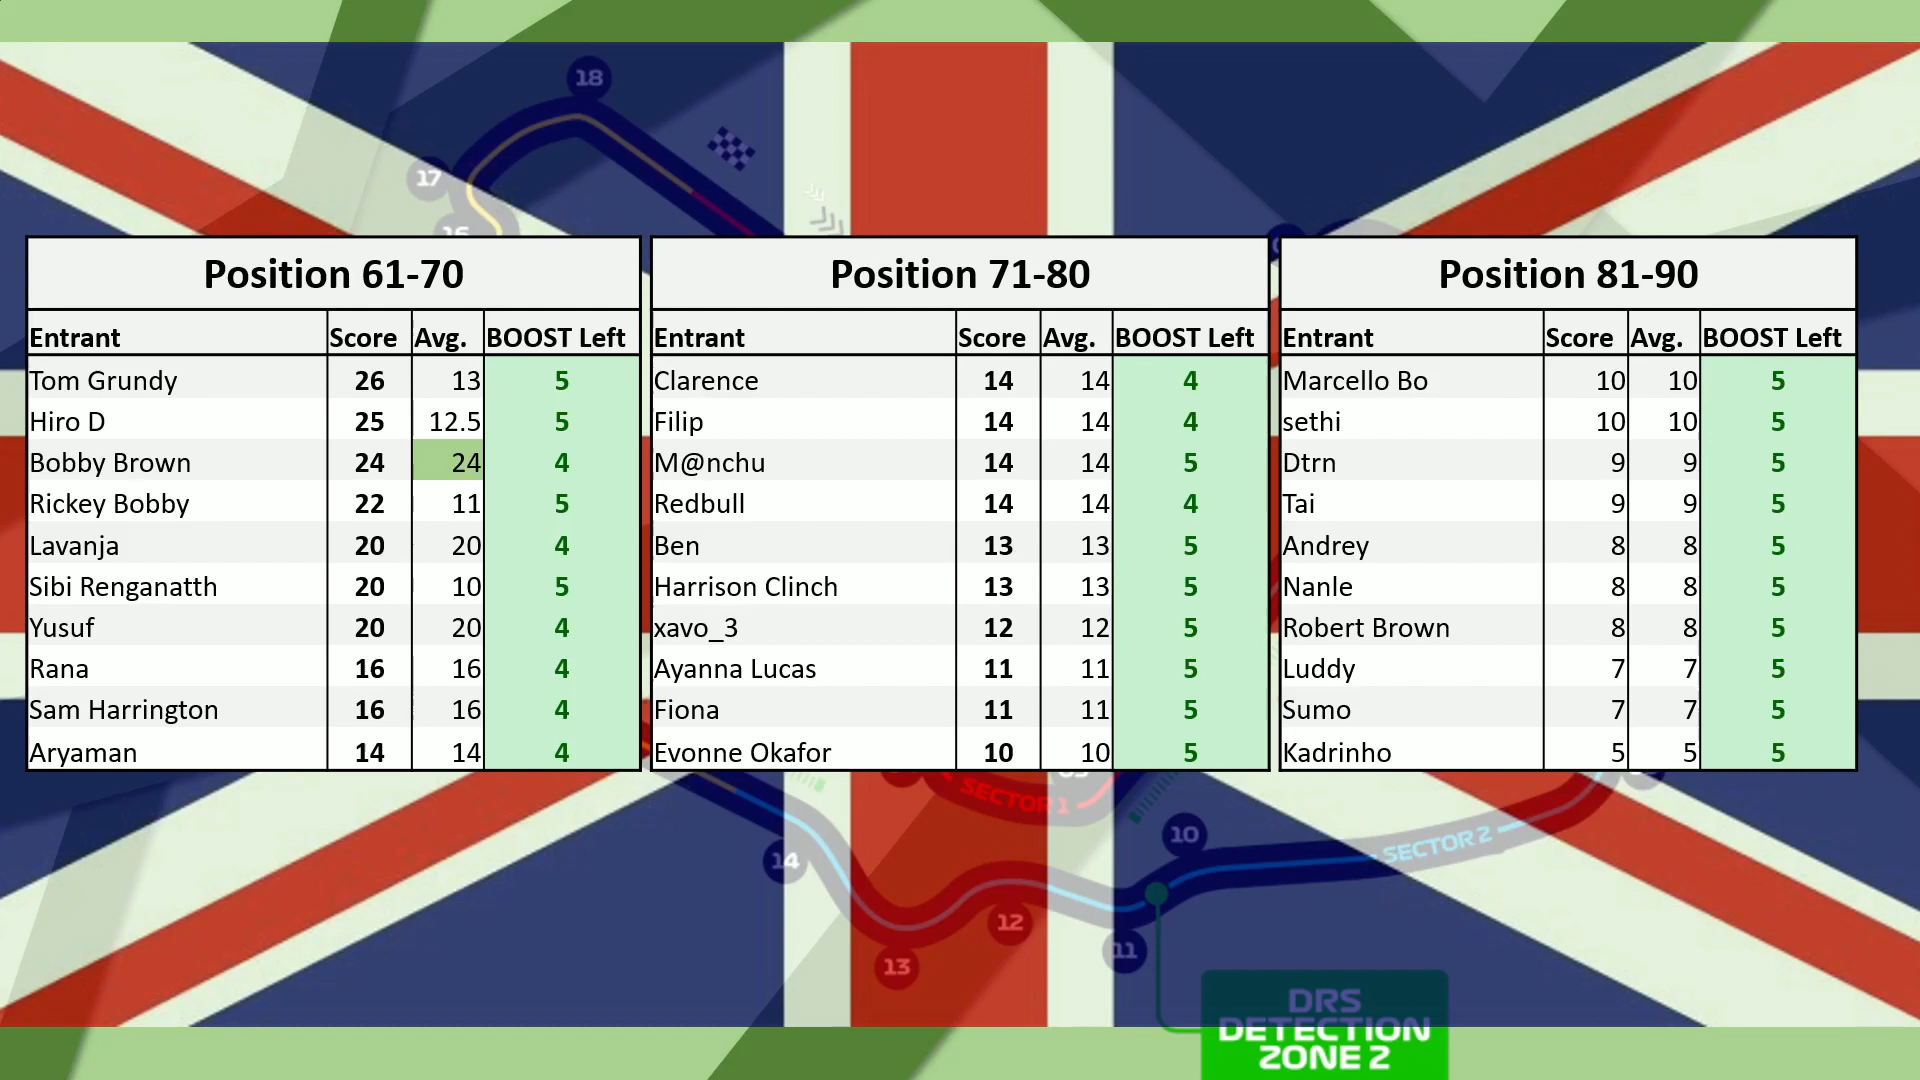 18
17
Position 61-70
Entrant Score Avg. BOOST Left
Tom Grundy 26 13 5
Hiro D 25 12.5 5
Bobby Brown 24 24 4
Rickey Bobby 22 11 5
Lavanja 20 20 4
Sibi Renganatth 20 10 5
Yusuf 20 20 4
Rana 16 16 4
Sam Harrington 16 16 4
Aryaman 14 14 4
Position 71-80
Entrant Score Avg. BOOST Left
Clarence 14 14 4
Filip 14 14 4
M@nchu 14 14 5
Redbull 14 14 4
Ben 13 13 5
Harrison Clinch 13 13 5
xavo_3 12 12 5
Ayanna Lucas 11 11 5
Fiona 11 11 5
Evonne Okafor 10 10 5
Position 81-90
Entrant Score Avg. BOOST Left
Marcello Bo 10 10 5
sethi 10 10 5
Dtrn 9 9 5
Tai 9 9 5
Andrey 8 8 5
Nanle 8 8 5
Robert Brown 8 8 5
Luddy 7 7 5
Sumo 7 7 5
Kadrinho 5 5 5
SECTOR 1
10
SECTOR 2
14
12
11
13
DRS
DETECTION
ZONE 2